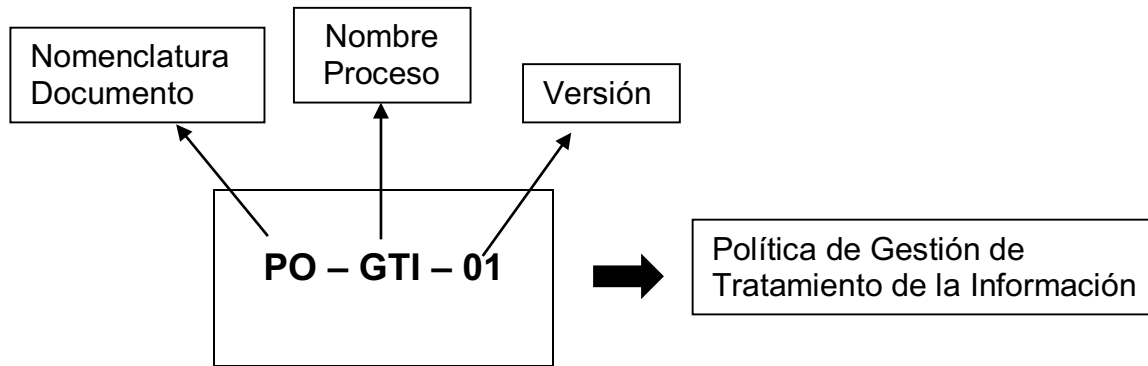 Nomenclatura
Documento
Nombre
Proceso
Versión
PO – GTI – 01
Política de Gestión de
Tratamiento de la Información